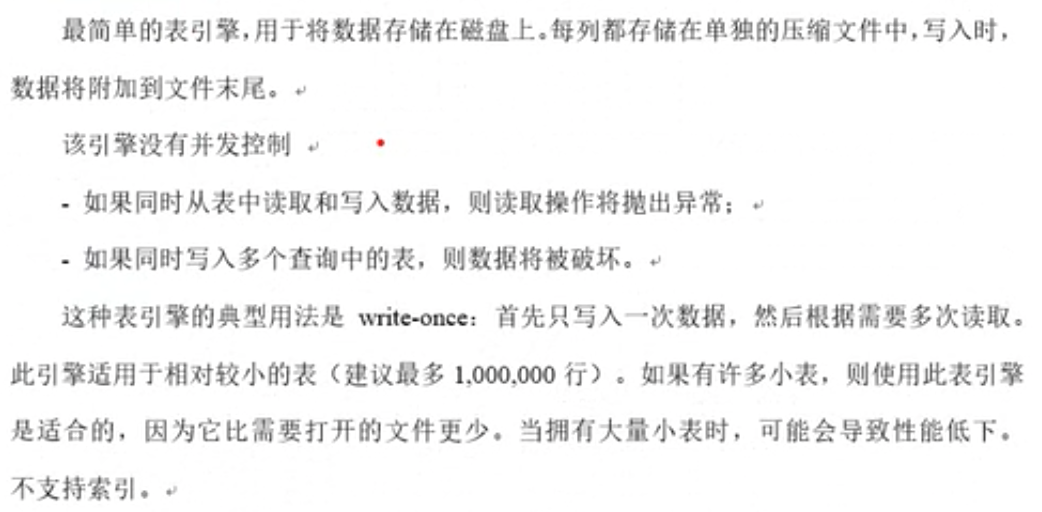 最简单的表引擎,用于将数据存储在磁盘上。每列都存储在单独的压缩文件中,写入时,
数据将附加到文件末尾。
该引擎没有并发控制
- 如果同时从表中读取和写入数据，则读取操作将抛出异常；
- 如果同时写入多个查询中的表，则数据将被破坏。
这种表引擎的典型用法是 write-once：首先只写入一次数据，然后根据需要多次读取。
此引擎适用于相对较小的表（建议最多 1,000,000 行）。如果有许多小表，则使用此表引擎
是适合的，因为它比需要打开的文件更少。当拥有大量小表时，可能会导致性能低下。
不支持索引。